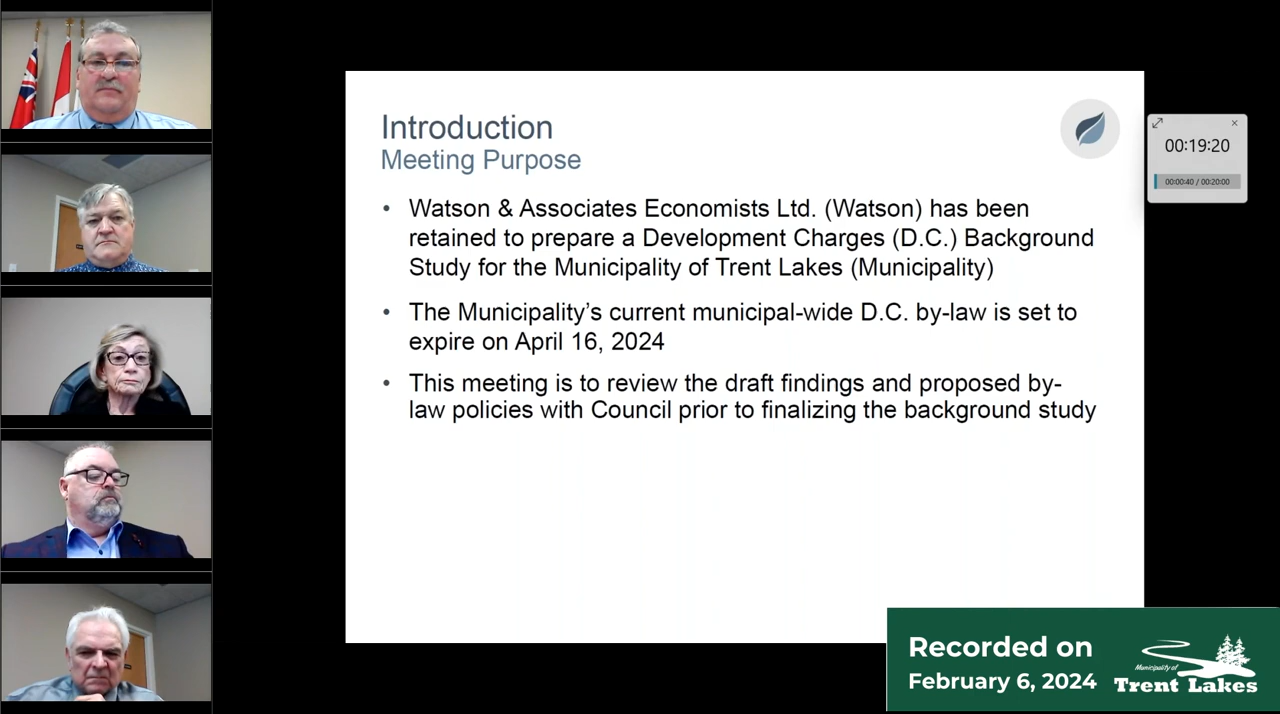 Introduction
Meeting Purpose
• Watson & Associates Economists Ltd. (Watson) has been
retained to prepare a Development Charges (D.C.) Background
Study for the Municipality of Trent Lakes (Municipality)
• The Municipality’s current municipal-wide D.C. by-law is set to
expire on April 16, 2024
• This meeting is to review the draft findings and proposed by-
law policies with Council prior to finalizing the background study
00:19:20
00:00:40 / 00:20:00
Recorded on
February 6, 2024
Municipality of
Trent Lakes